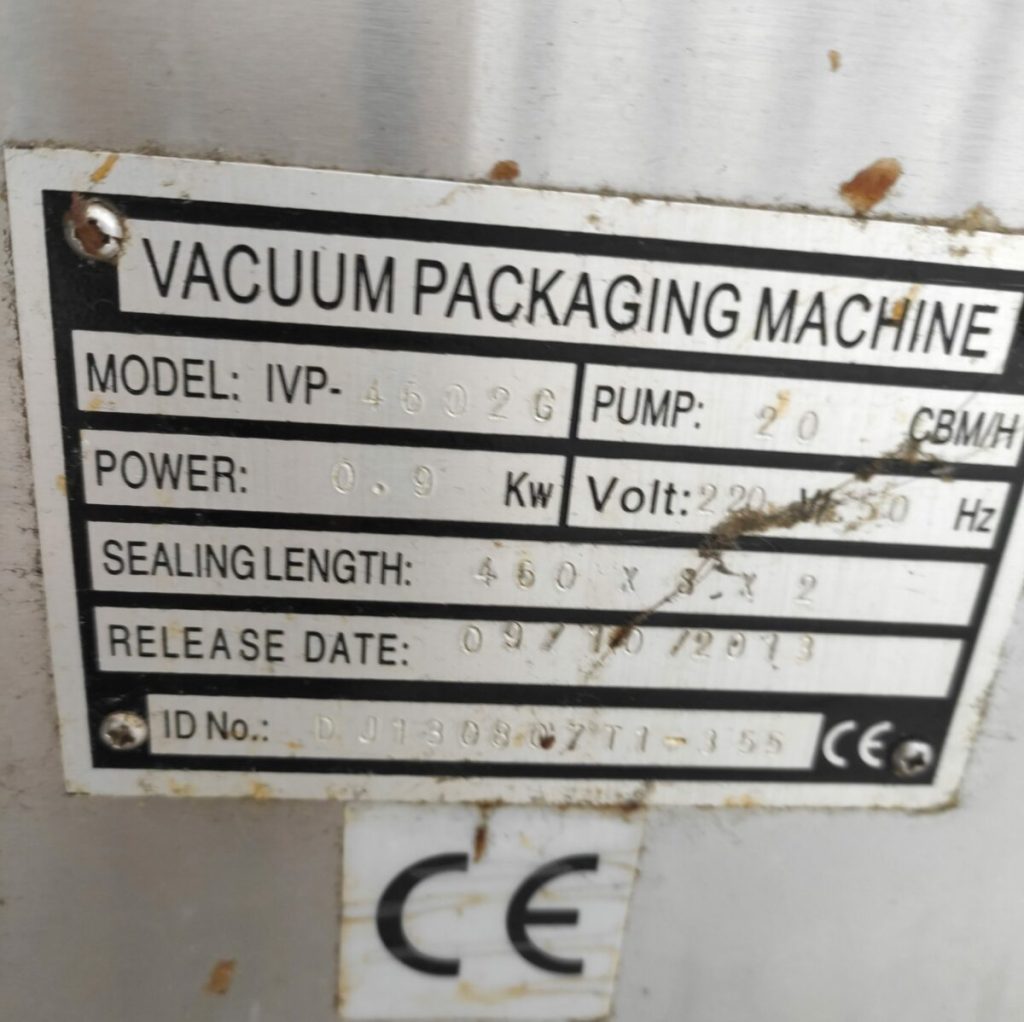 VACUUM PACKAGING MACHINE
MODEL: IVP-4602G PUMP: 20 CBM/H
POWER: 0.9 Kw Volt: 220 V/ 50 Hz
SEALING LENGTH: 460 X 8 X 2
RELEASE DATE: 09/10/2013
ID No.: DJ130807T1-355 CE
CE